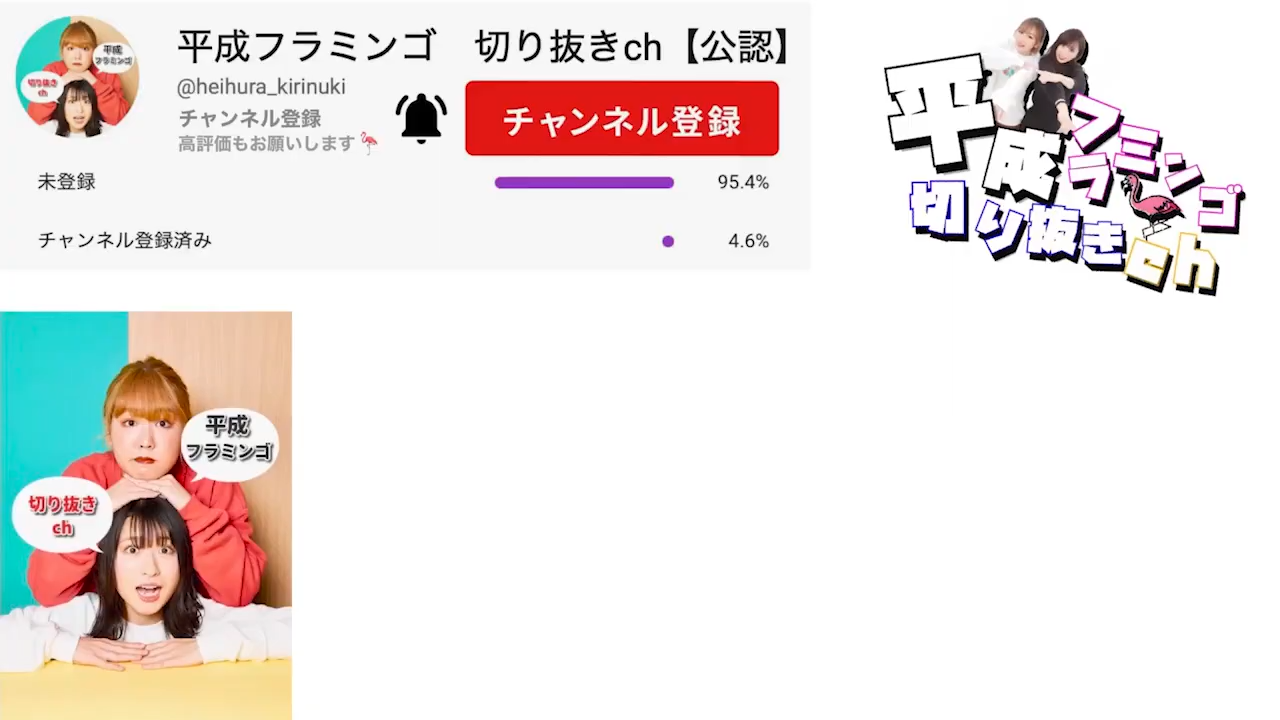 平成フラミンゴ 切り抜きch【公認】
@heihura_kirinuki
チャンネル登録
高評価もお願いします
チャンネル登録
未登録 95.4%
チャンネル登録済み 4.6%
平成
フラミンゴ
切り抜き
ch
平成
フラミンゴ
切り抜きch
平成
フラミンゴ
切り抜き
ch